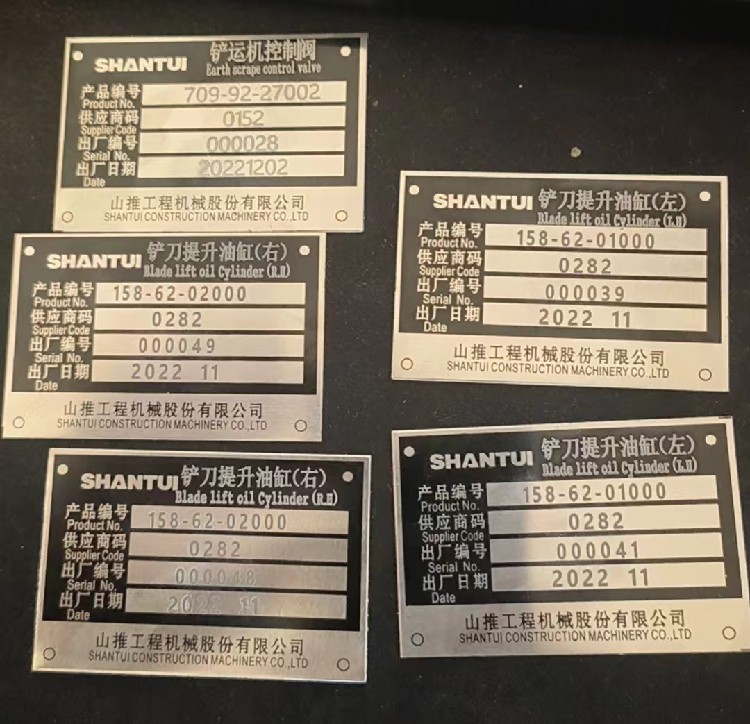 SHANTUI 铲运机控制阀
Earth scrape control valve
产品编号 709-92-27002
Product No.
供应商码 0152
Supplier Code
出厂编号 000028
Serial No.
出厂日期 20221202
Date
山推工程机械股份有限公司
SHANTUI CONSTRUCTION MACHINERY CO.,LTD
SHANTUI 铲刀提升油缸(左)
Blade lift oil Cylinder(L.H)
产品编号 158-62-01000
Product No.
供应商码 0282
Supplier Code
出厂编号 000039
Serial No.
出厂日期 2022 11
Date
山推工程机械股份有限公司
SHANTUI CONSTRUCTION MACHINERY CO.,LTD
SHANTUI 铲刀提升油缸(右)
Blade lift oil Cylinder(R.H)
产品编号 158-62-02000
Product No.
供应商码 0282
Supplier Code
出厂编号 000049
Serial No.
出厂日期 2022 11
Date
山推工程机械股份有限公司
SHANTUI CONSTRUCTION MACHINERY CO.,LTD
SHANTUI 铲刀提升油缸(左)
Blade lift oil Cylinder(L.H)
产品编号 158-62-01000
Product No.
供应商码 0282
Supplier Code
出厂编号 000041
Serial No.
出厂日期 2022 11
Date
山推工程机械股份有限公司
SHANTUI CONSTRUCTION MACHINERY CO.,LTD
SHANTUI 铲刀提升油缸(右)
Blade lift oil Cylinder(R.H)
产品编号 158-62-02000
Product No.
供应商码 0282
Supplier Code
出厂编号 000048
Serial No.
出厂日期 2022 11
Date
山推工程机械股份有限公司
SHANTUI CONSTRUCTION MACHINERY CO.,LTD